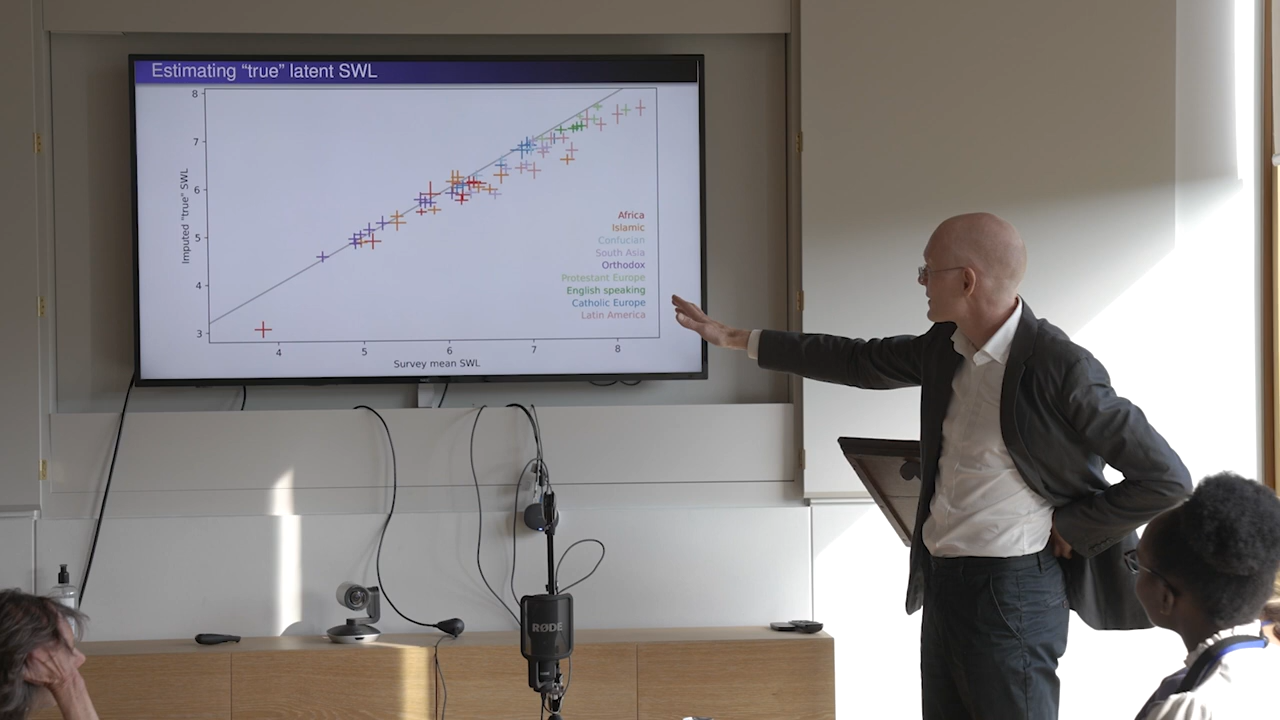 Estimating “true” latent SWL
8
7
6
5
4
3
Imputed "true" SWL
Africa
Islamic
Confucian
South Asia
Orthodox
Protestant Europe
English speaking
Catholic Europe
Latin America
4 5 6 7 8
Survey mean SWL
RØDE